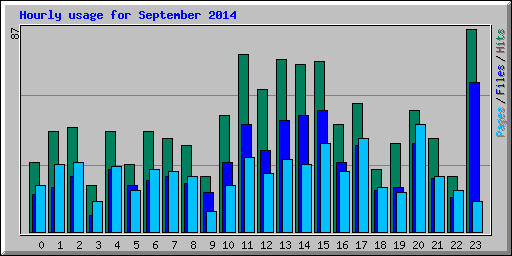 Hourly usage for September 2014
87
Pages / Files / Hits
0 1 2 3 4 5 6 7 8 9 10 11 12 13 14 15 16 17 18 19 20 21 22 23